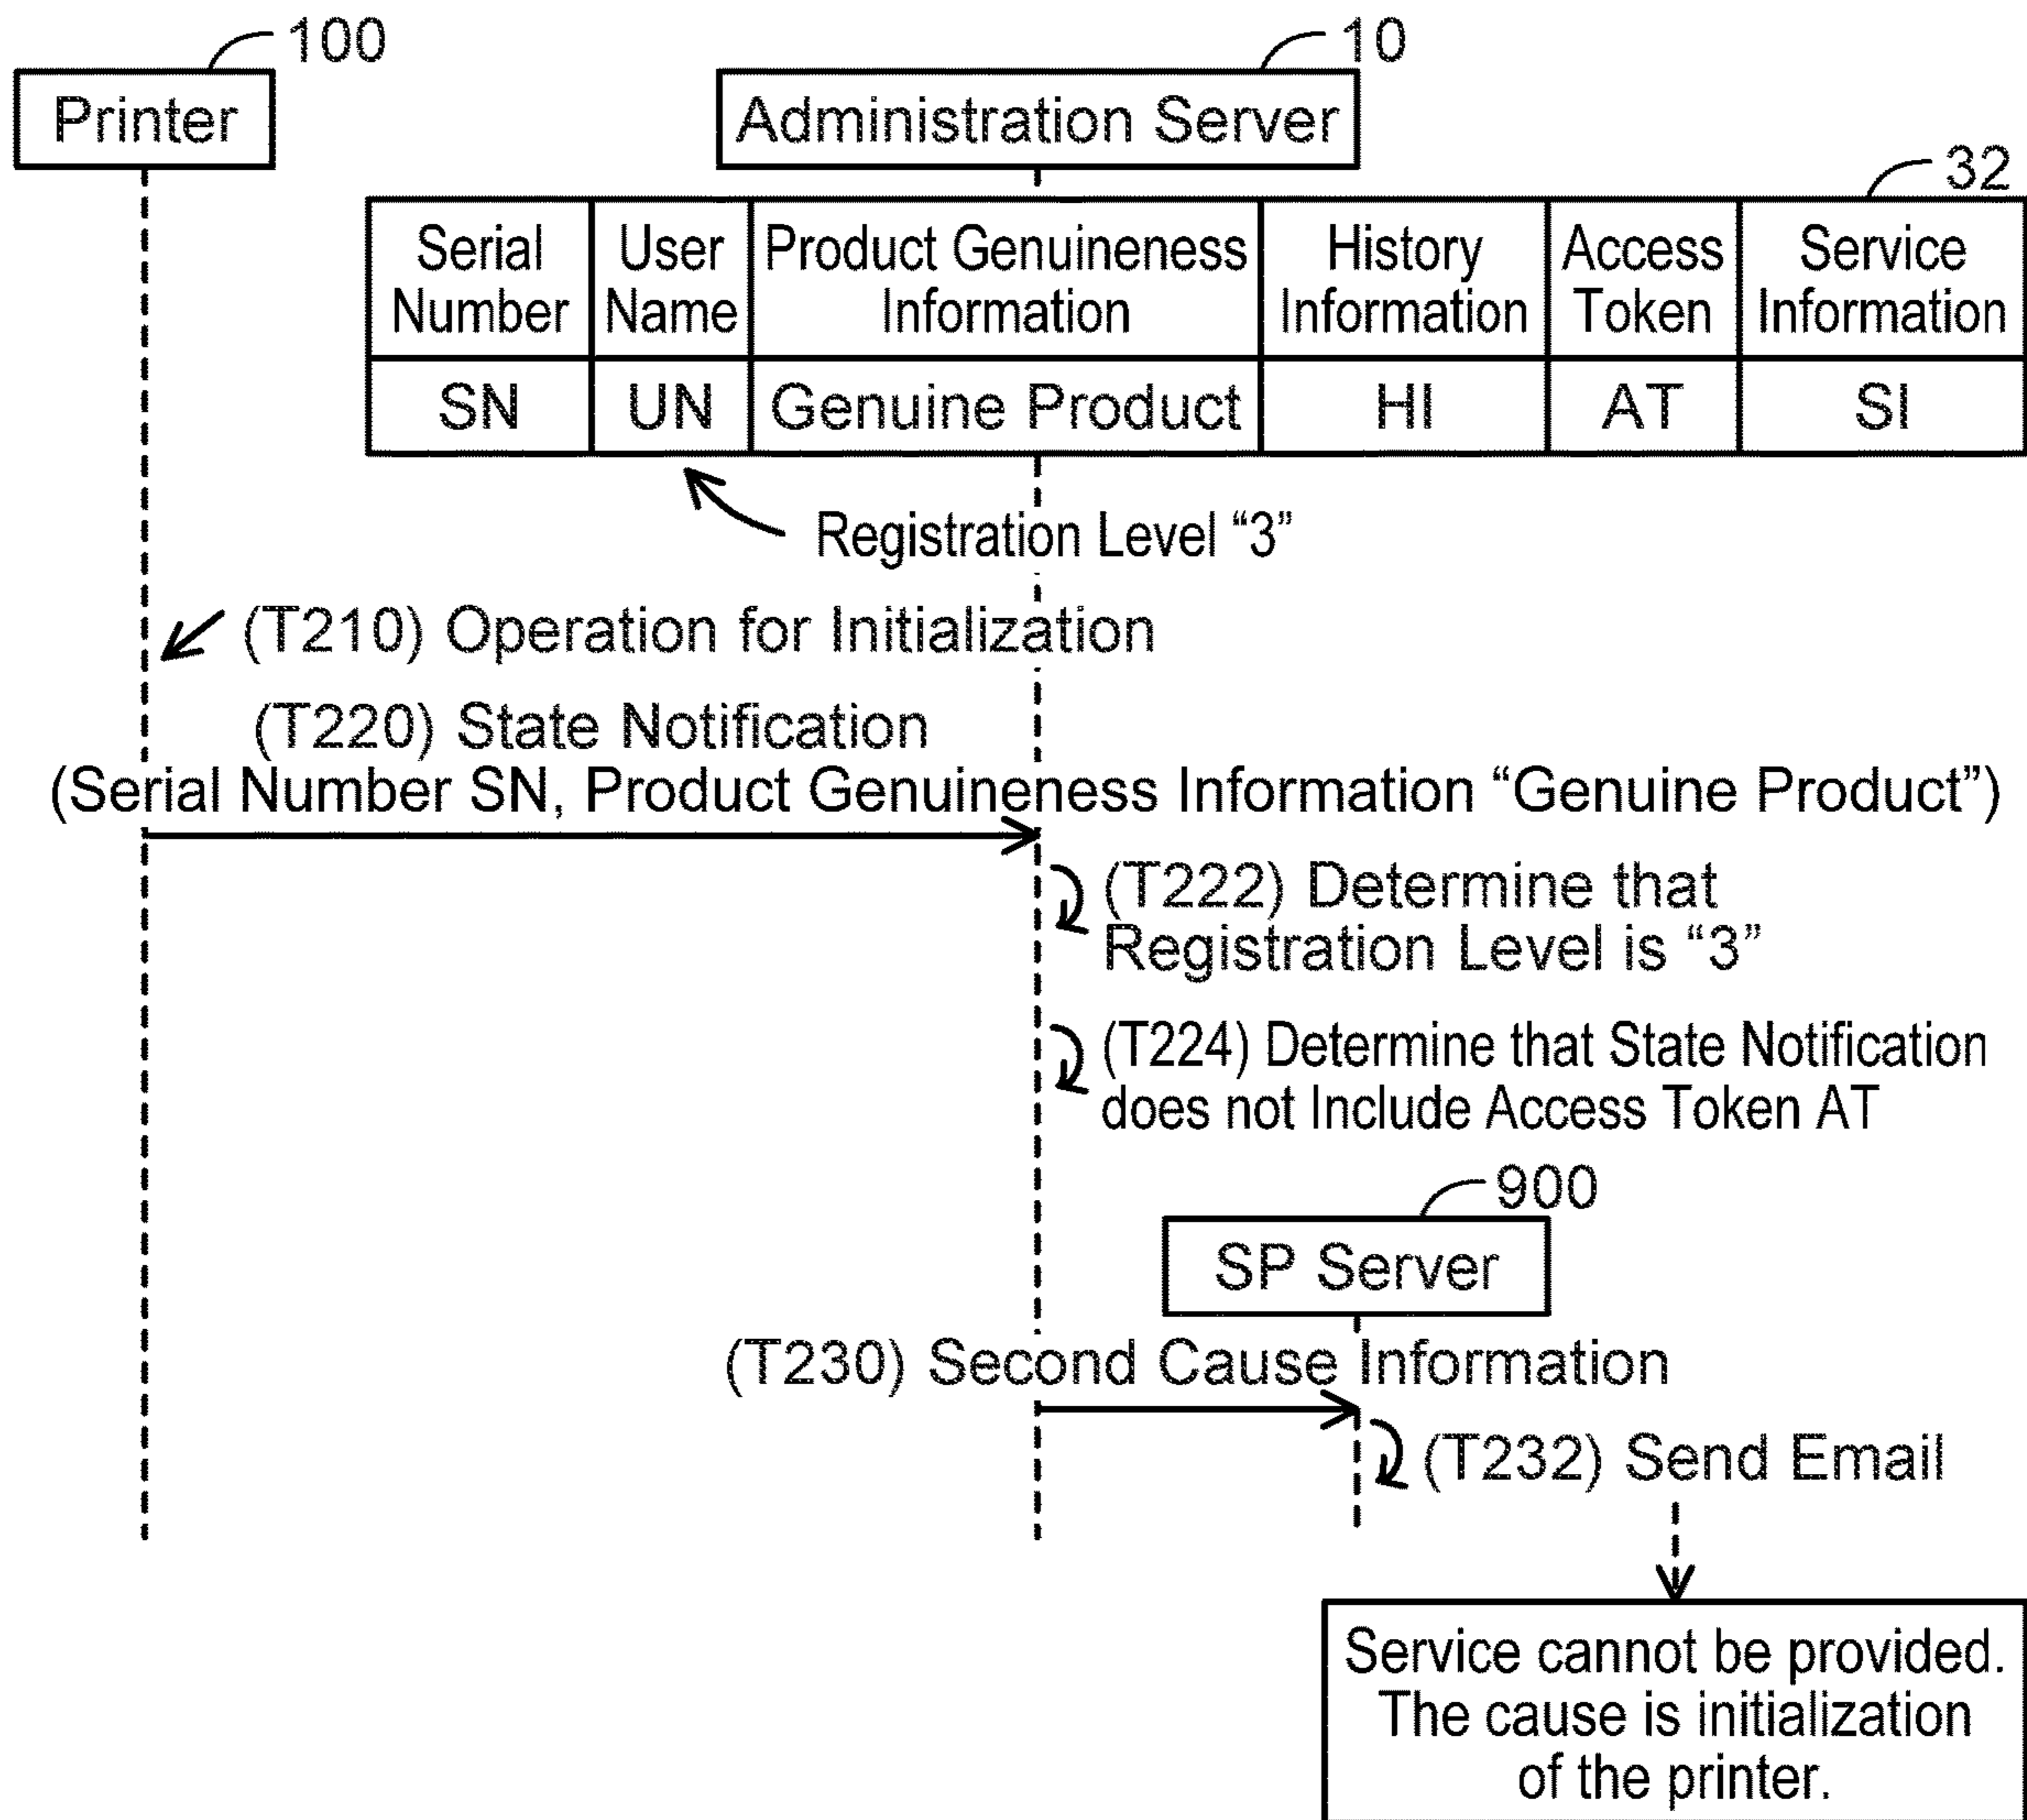 100
10
Printer
Administration Server
32
Serial Number
User Name
Product Genuineness Information
History Information
Access Token
Service Information
SN
UN
Genuine Product
HI
AT
SI
Registration Level “3”
(T210) Operation for Initialization
(T220) State Notification
(Serial Number SN, Product Genuineness Information “Genuine Product”)
(T222) Determine that
Registration Level is “3”
(T224) Determine that State Notification
does not Include Access Token AT
900
SP Server
(T230) Second Cause Information
(T232) Send Email
Service cannot be provided.
The cause is initialization
of the printer.